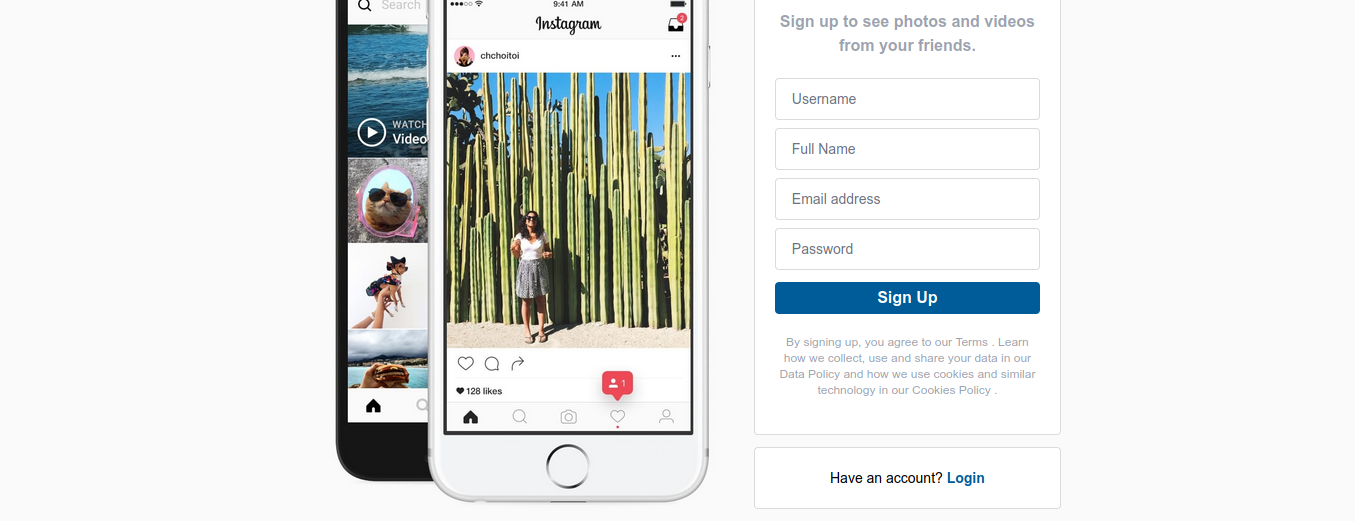 Search
WATCH
Video
9:41 AM
Instagram
2
chchoitoi
128 likes
1
Sign up to see photos and videos
from your friends.
Username
Full Name
Email address
Password
Sign Up
By signing up, you agree to our Terms . Learn
how we collect, use and share your data in our
Data Policy and how we use cookies and similar
technology in our Cookies Policy .
Have an account? Login